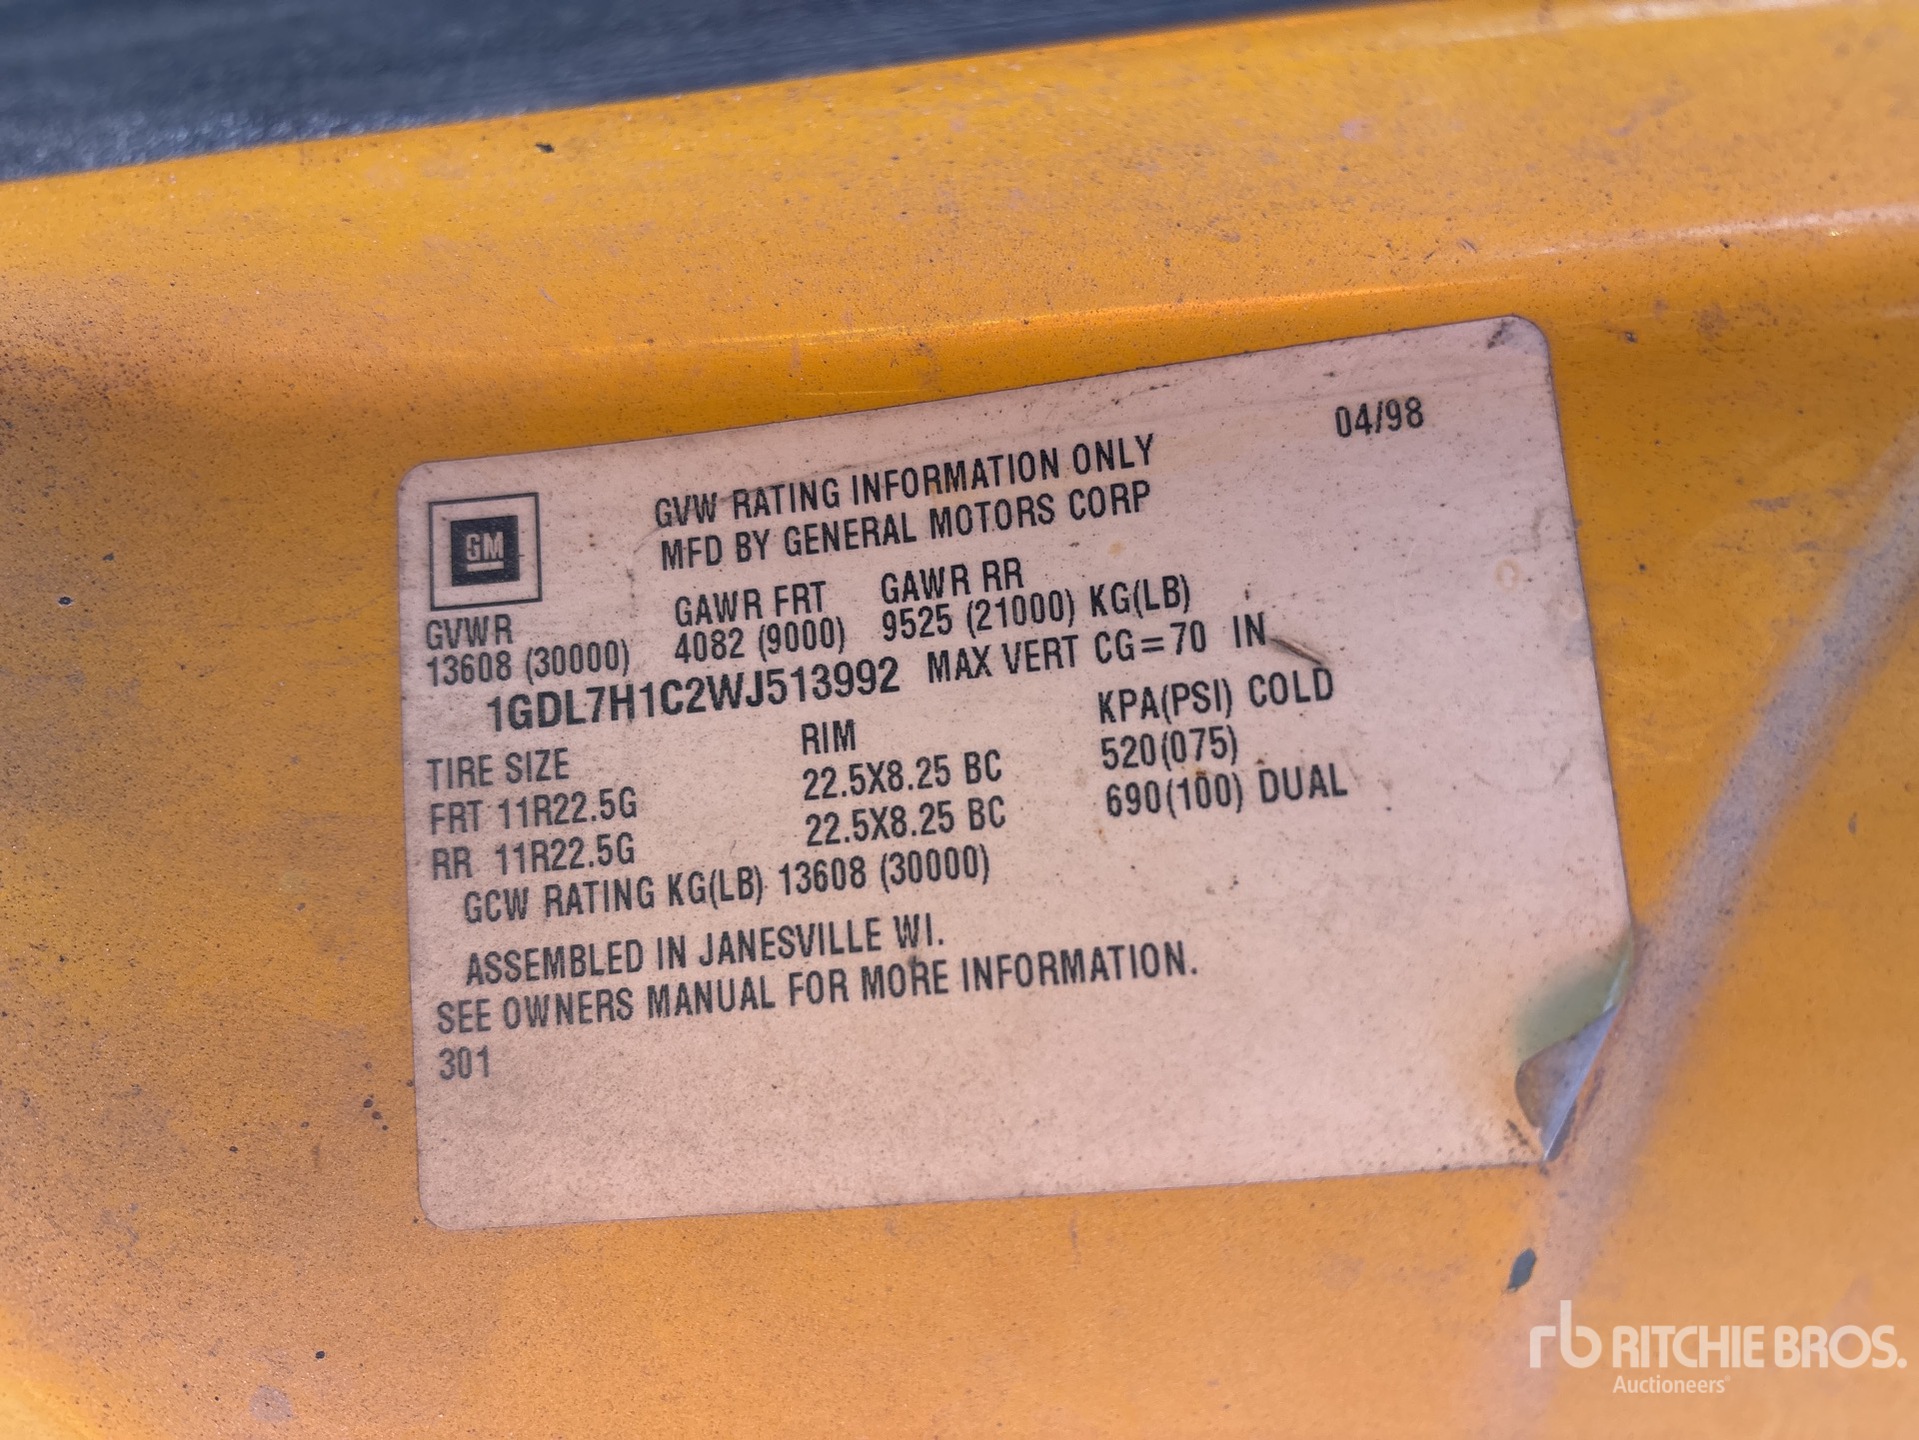 04/98
GVW RATING INFORMATION ONLY
MFD BY GENERAL MOTORS CORP
GM
GVWR GAWR FRT GAWR RR
13608 (30000) 4082 (9000) 9525 (21000) KG(LB)
1GDL7H1C2WJ513992 MAX VERT CG=70 IN
TIRE SIZE RIM KPA(PSI) COLD
FRT 11R22.5G 22.5X8.25 BC 520(075)
RR 11R22.5G 22.5X8.25 BC 690(100) DUAL
GCW RATING KG(LB) 13608 (30000)
ASSEMBLED IN JANESVILLE WI.
SEE OWNERS MANUAL FOR MORE INFORMATION.
301
rb RITCHIE BROS.
Auctioneers